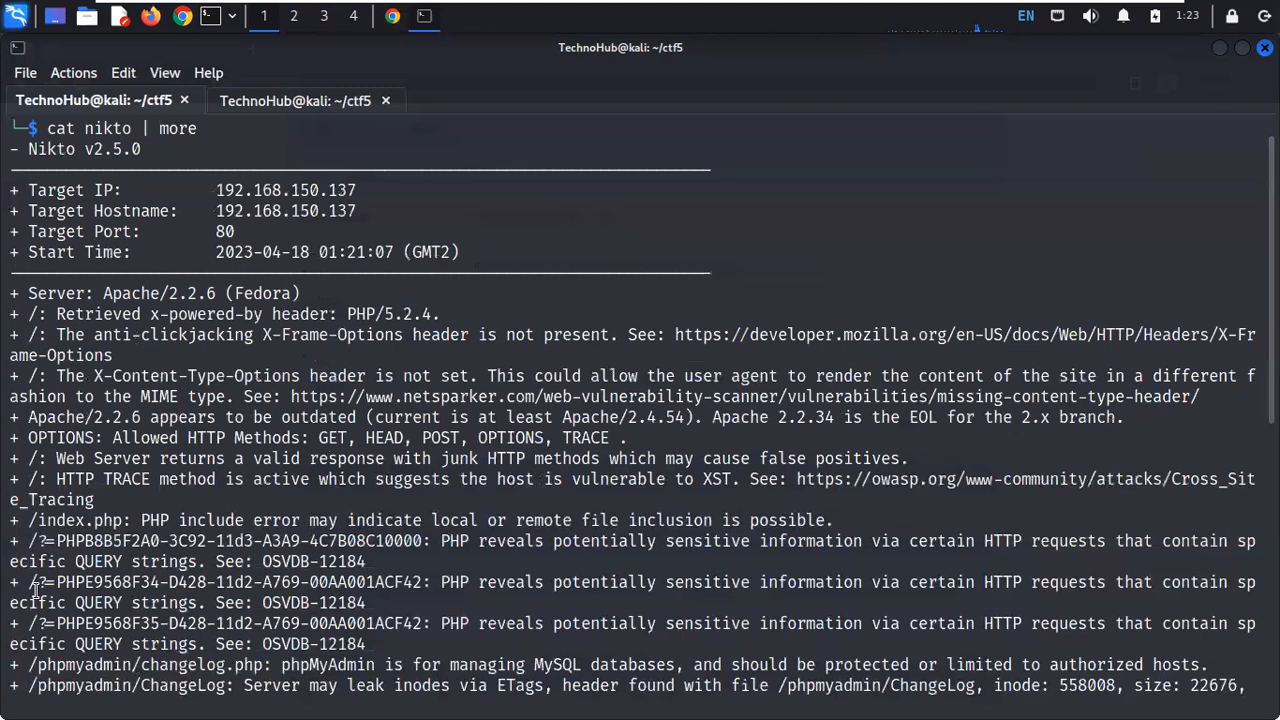 1 2 3 4 EN 1:23
TechnoHub@kali: ~/ctf5
File Actions Edit View Help
TechnoHub@kali: ~/ctf5 × TechnoHub@kali: ~/ctf5 ×
└─$ cat nikto | more
- Nikto v2.5.0
+ Target IP: 192.168.150.137
+ Target Hostname: 192.168.150.137
+ Target Port: 80
+ Start Time: 2023-04-18 01:21:07 (GMT2)
+ Server: Apache/2.2.6 (Fedora)
+ /: Retrieved x-powered-by header: PHP/5.2.4.
+ /: The anti-clickjacking X-Frame-Options header is not present. See: https://developer.mozilla.org/en-US/docs/Web/HTTP/Headers/X-Fr
ame-Options
+ /: The X-Content-Type-Options header is not set. This could allow the user agent to render the content of the site in a different f
ashion to the MIME type. See: https://www.netsparker.com/web-vulnerability-scanner/vulnerabilities/missing-content-type-header/
+ Apache/2.2.6 appears to be outdated (current is at least Apache/2.4.54). Apache 2.2.34 is the EOL for the 2.x branch.
+ OPTIONS: Allowed HTTP Methods: GET, HEAD, POST, OPTIONS, TRACE .
+ /: Web Server returns a valid response with junk HTTP methods which may cause false positives.
+ /: HTTP TRACE method is active which suggests the host is vulnerable to XST. See: https://owasp.org/www-community/attacks/Cross_Sit
e_Tracing
+ /index.php: PHP include error may indicate local or remote file inclusion is possible.
+ /?=PHPB8B5F2A0-3C92-11d3-A3A9-4C7B08C10000: PHP reveals potentially sensitive information via certain HTTP requests that contain sp
ecific QUERY strings. See: OSVDB-12184
+ /?=PHPE9568F34-D428-11d2-A769-00AA001ACF42: PHP reveals potentially sensitive information via certain HTTP requests that contain sp
ecific QUERY strings. See: OSVDB-12184
+ /?=PHPE9568F35-D428-11d2-A769-00AA001ACF42: PHP reveals potentially sensitive information via certain HTTP requests that contain sp
ecific QUERY strings. See: OSVDB-12184
+ /phpmyadmin/changelog.php: phpMyAdmin is for managing MySQL databases, and should be protected or limited to authorized hosts.
+ /phpmyadmin/ChangeLog: Server may leak inodes via ETags, header found with file /phpmyadmin/ChangeLog, inode: 558008, size: 22676,